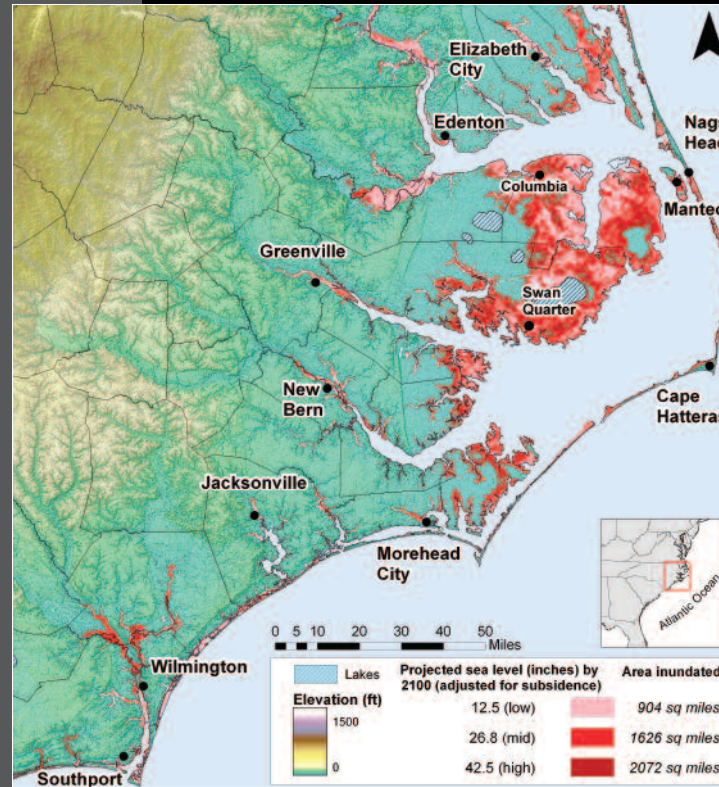 Elizabeth
City
Edenton
Nags
Head
Columbia
Manteo
Greenville
Swan
Quarter
New
Bern
Cape
Hatteras
Jacksonville
Morehead
City
Atlantic Ocean
0 5 10 20 30 40 50
Miles
Wilmington
Southport
Lakes
Elevation (ft)
1500
0
Projected sea level (inches) by
2100 (adjusted for subsidence)
Area inundated
12.5 (low)
904 sq miles
26.8 (mid)
1626 sq miles
42.5 (high)
2072 sq miles